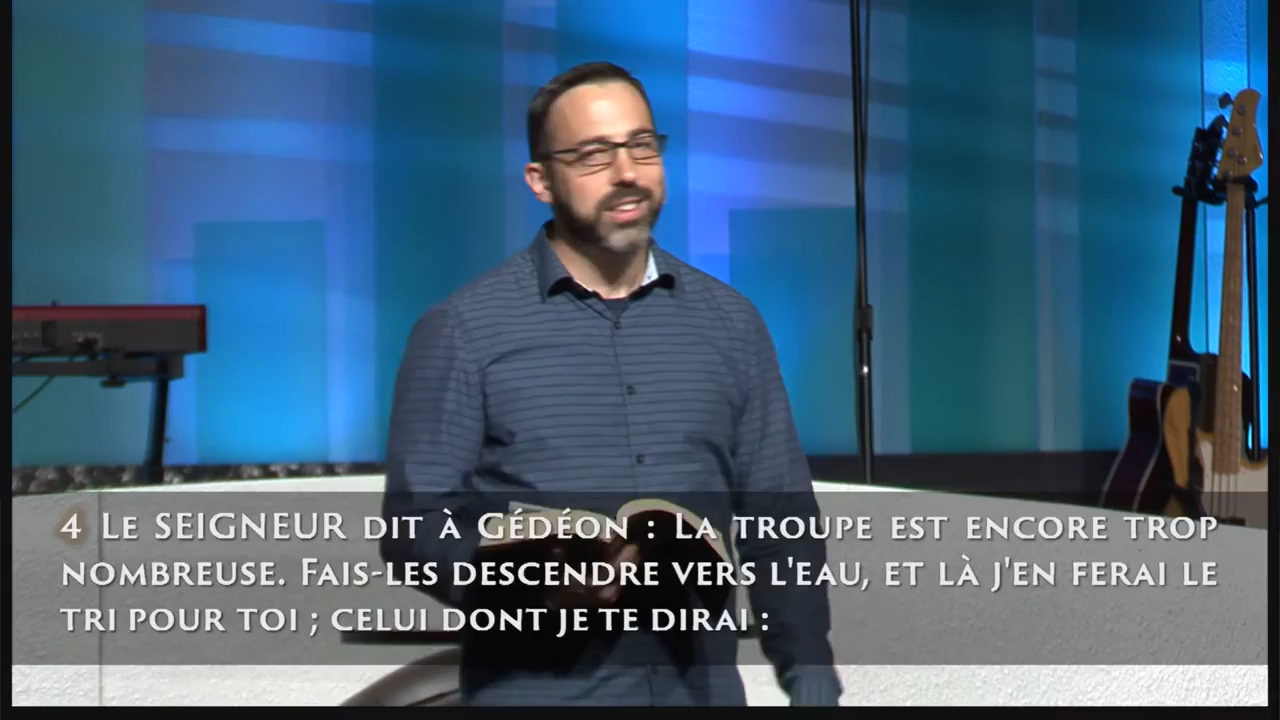 4 Le SEIGNEUR dit à Gédéon : La troupe est encore trop
nombreuse. Fais-les descendre vers l'eau, et là j'en ferai le
tri pour toi ; celui dont je te dirai :